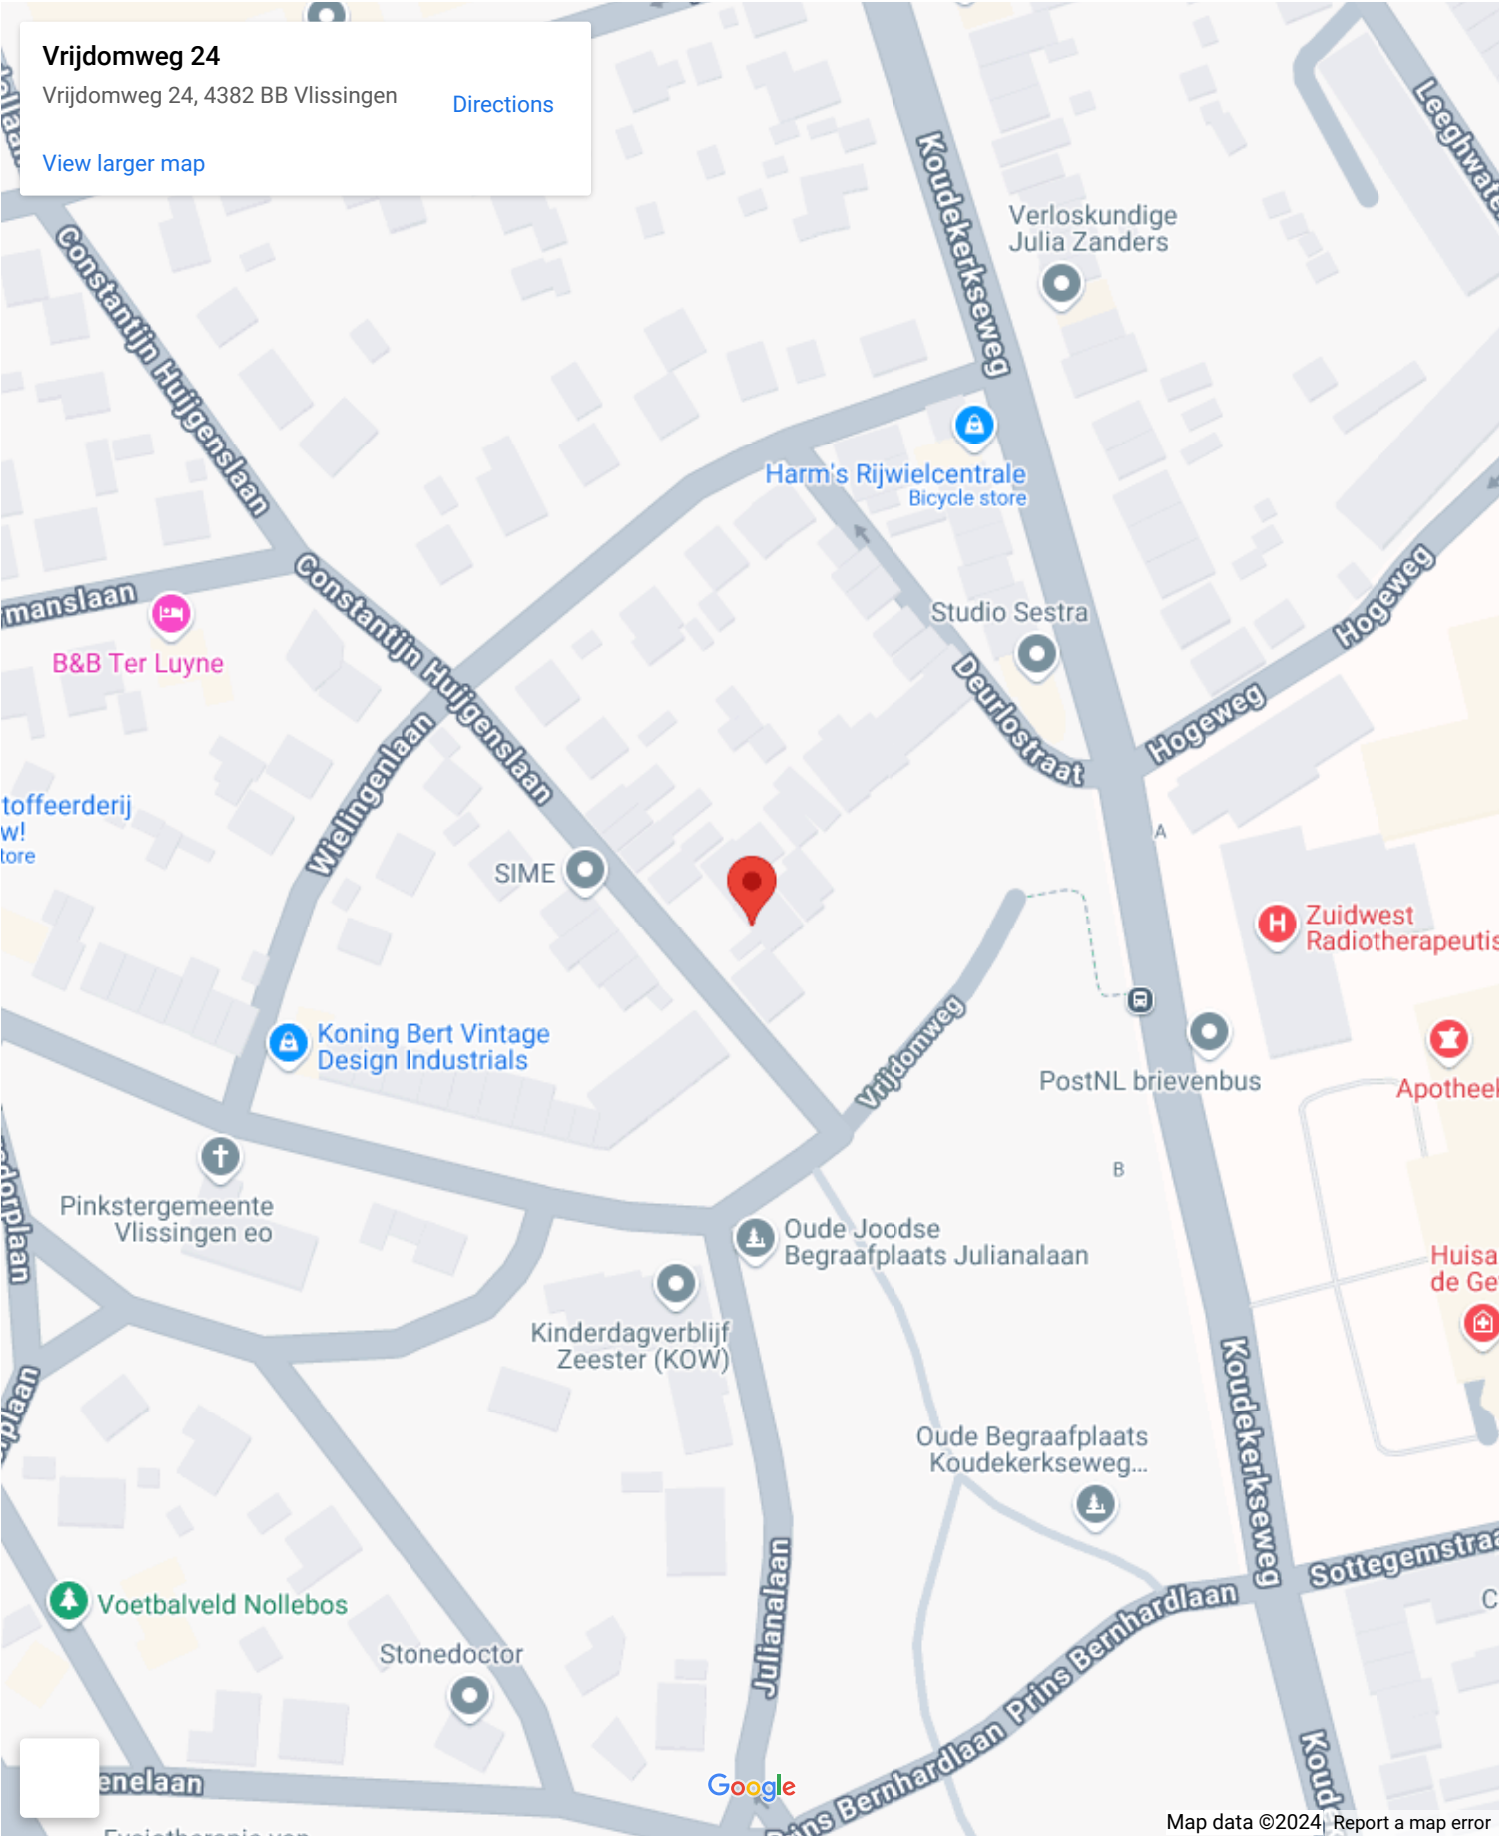 Vrijdomweg 24
Vrijdomweg 24, 4382 BB Vlissingen
Directions
View larger map
Koudekerkseweg
Verloskundige
Julia Zanders
Constantijn Huijgenslaan
Harm's Rijwielcentrale
Bicycle store
Hogeweg
manslaan
Constantijn Huijgenslaan
B&B Ter Luyne
Studio Sestra
Deurlostraat
Hogeweg
Wielingenlaan
toffeerderij
w!
tore
SIME
A
Zuidwest
Radiotherapeutis
Vrijdomweg
Koning Bert Vintage
Design Industrials
PostNL brievenbus
Apotheek
B
Pinkstergemeente
Vlissingen eo
Oude Joodse
Begraafplaats Julianalaan
Huisa
de Ge
Kinderdagverblijf
Zeester (KOW)
Koudekerkseweg
Oude Begraafplaats
Koudekerkseweg...
Julianalaan
Sottegemstraa
Voetbalveld Nollebos
C
Stonedoctor
Prins Bernhardlaan
Prins Bernhardlaan
enelaan
Koud
Google
Map data ©2024
Report a map error